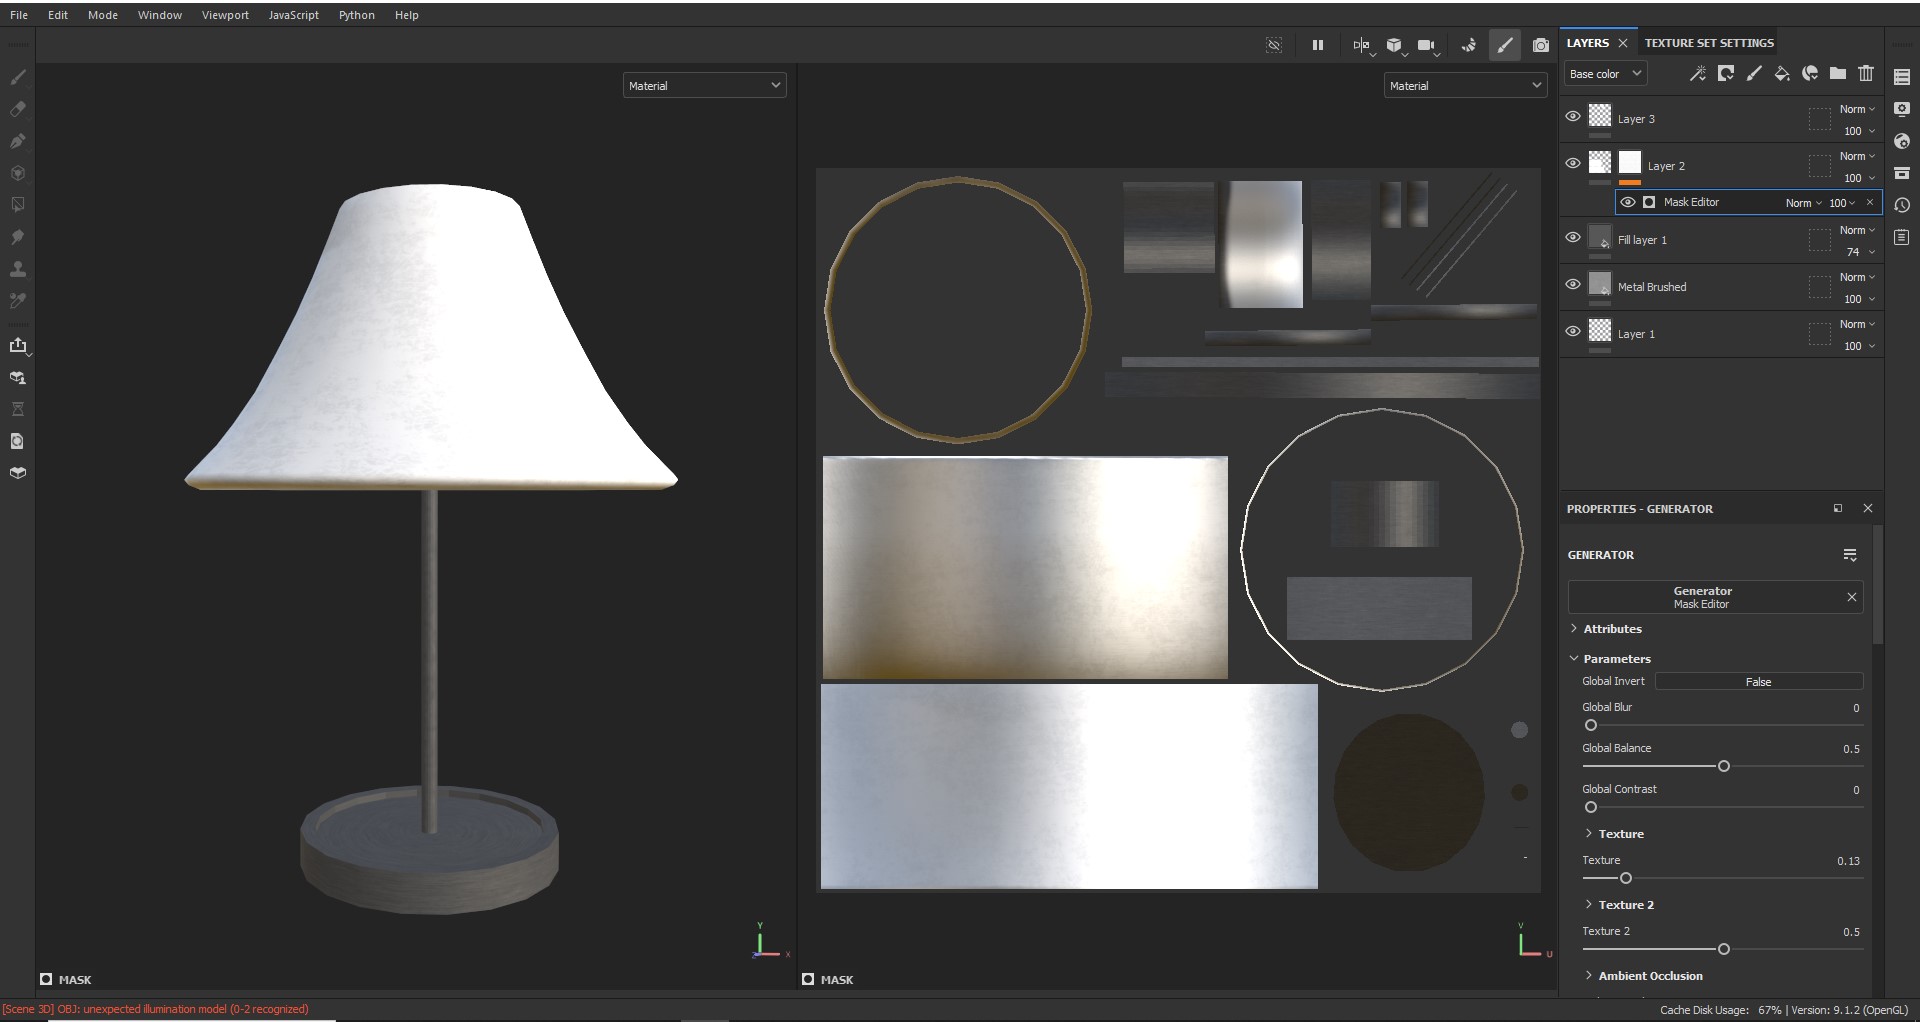 File Edit Mode Window Viewport JavaScript Python Help
Material
Material
LAYERS
TEXTURE SET SETTINGS
Base color
Layer 3
Norm
100
Layer 2
Norm
100
Mask Editor Norm 100
Fill layer 1
Norm
74
Metal Brushed
Norm
100
Layer 1
Norm
100
PROPERTIES - GENERATOR
GENERATOR
Generator
Mask Editor
Attributes
Parameters
Global Invert False
Global Blur 0
Global Balance 0.5
Global Contrast 0
Texture
Texture 0.13
Texture 2
Texture 2 0.5
Ambient Occlusion
Y
Z X
V
U
MASK
MASK
[Scene 3D] OBJ: unexpected illumination model (0-2 recognized)
Cache Disk Usage: 67% | Version: 9.1.2 (OpenGL)